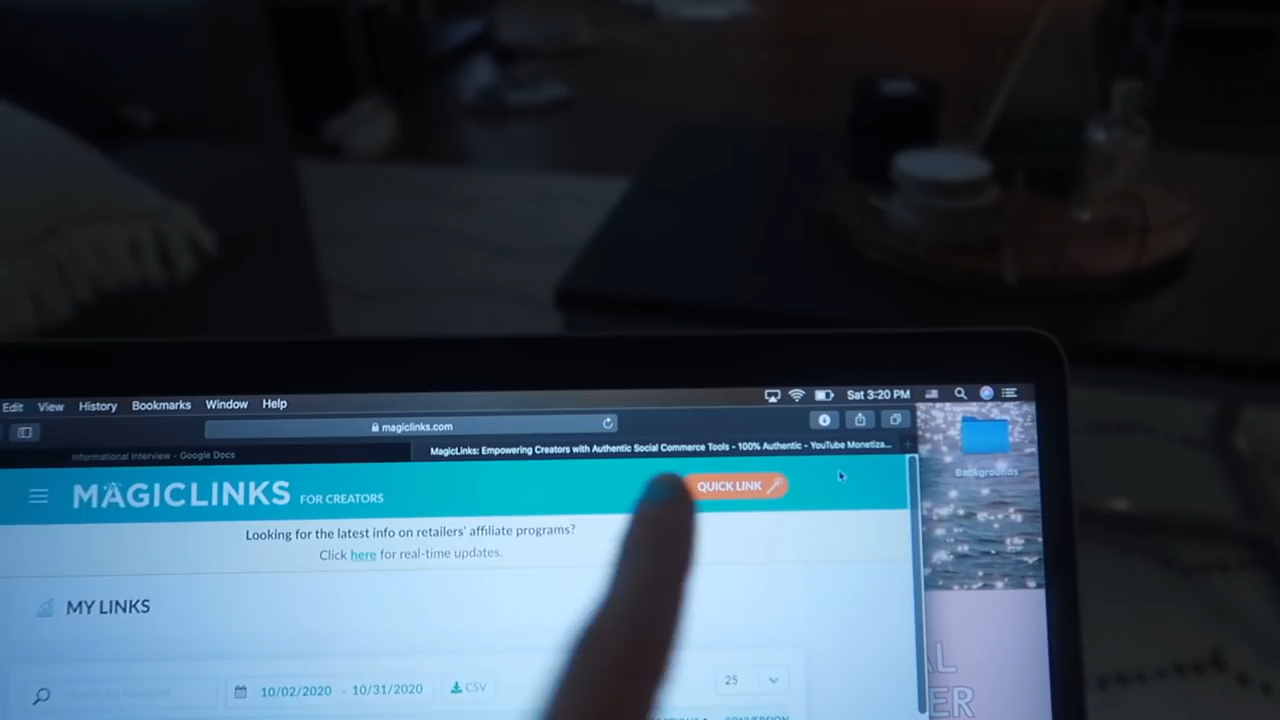 Edit View History Bookmarks Window Help Sat 3:20 PM
magiclinks.com
Informational Interview - Google Docs MagicLinks: Empowering Creators with Authentic Social Commerce Tools - 100% Authentic - YouTube Monetiza...
Backgrounds
MAGICLINKS FOR CREATORS QUICK LINK
Looking for the latest info on retailers' affiliate programs?
Click here for real-time updates.
MY LINKS
10/02/2020 - 10/31/2020 CSV 25
CONVERSION